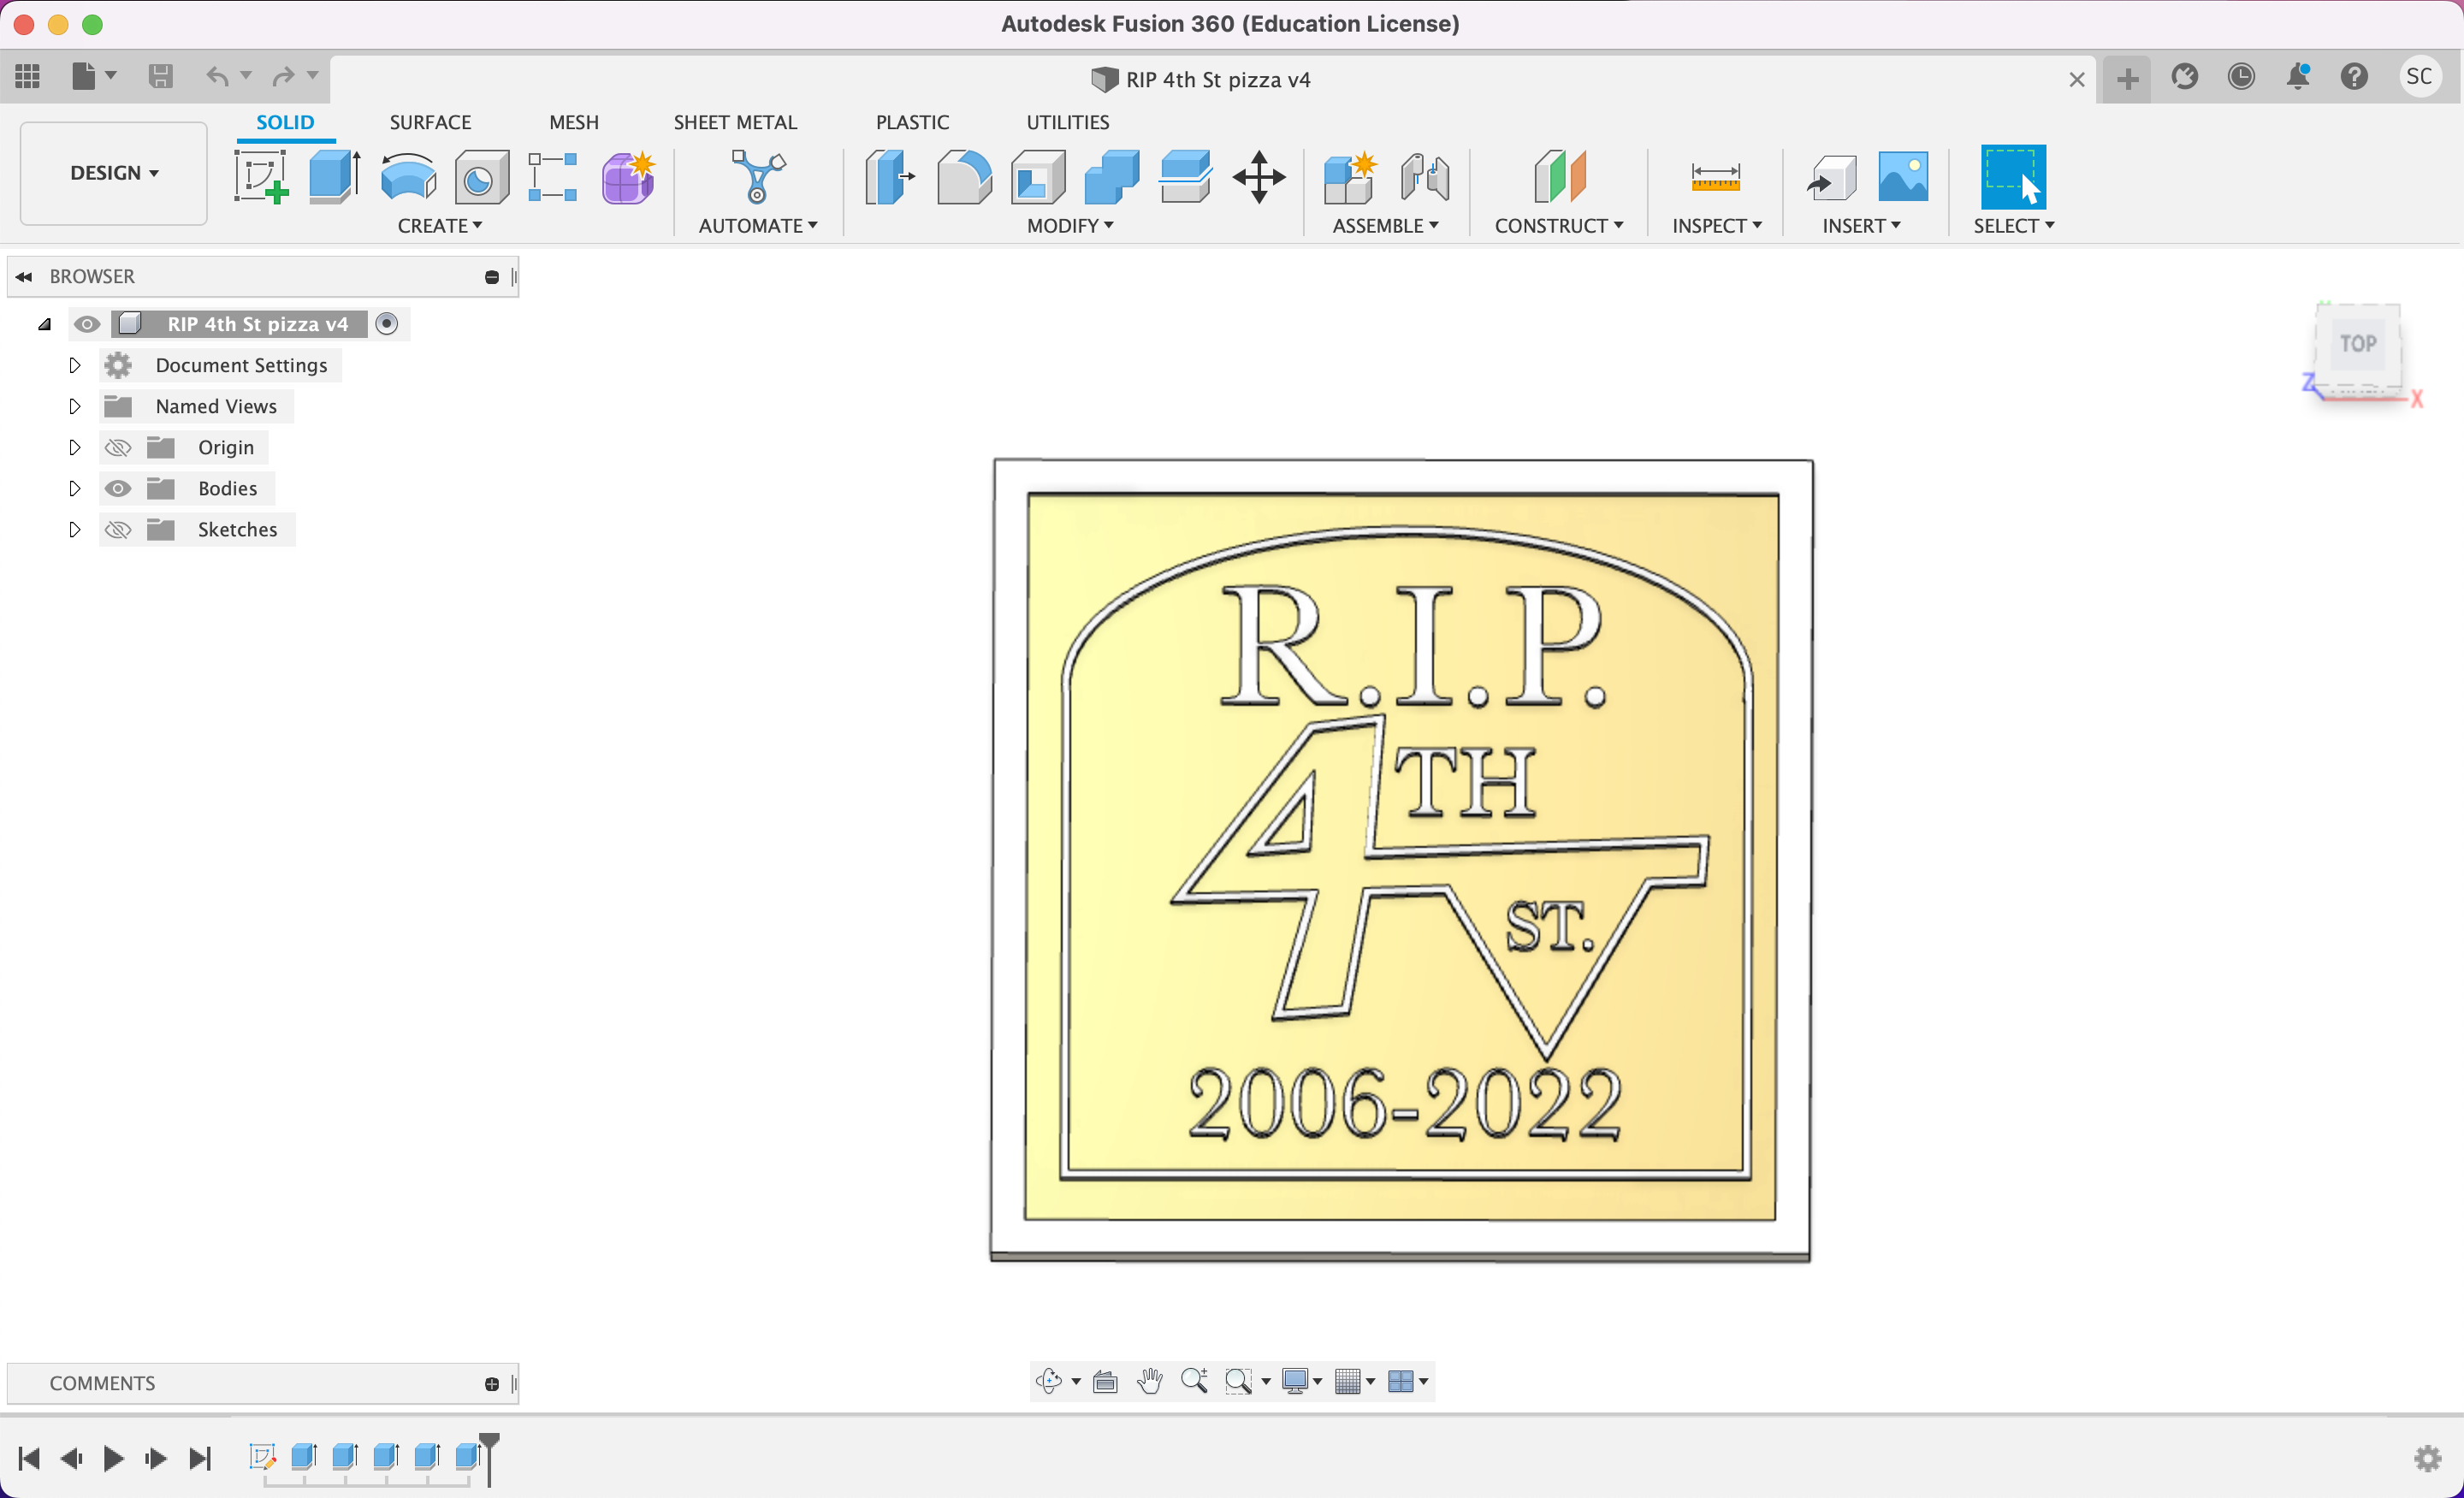 Autodesk Fusion 360 (Education License)
RIP 4th St pizza v4
SC
SOLID SURFACE MESH SHEET METAL PLASTIC UTILITIES
DESIGN
CREATE AUTOMATE MODIFY ASSEMBLE CONSTRUCT INSPECT INSERT SELECT
BROWSER
RIP 4th St pizza v4
Document Settings
Named Views
Origin
Bodies
Sketches
TOP
Z
X
R.I.P.
4TH
ST.
2006-2022
COMMENTS